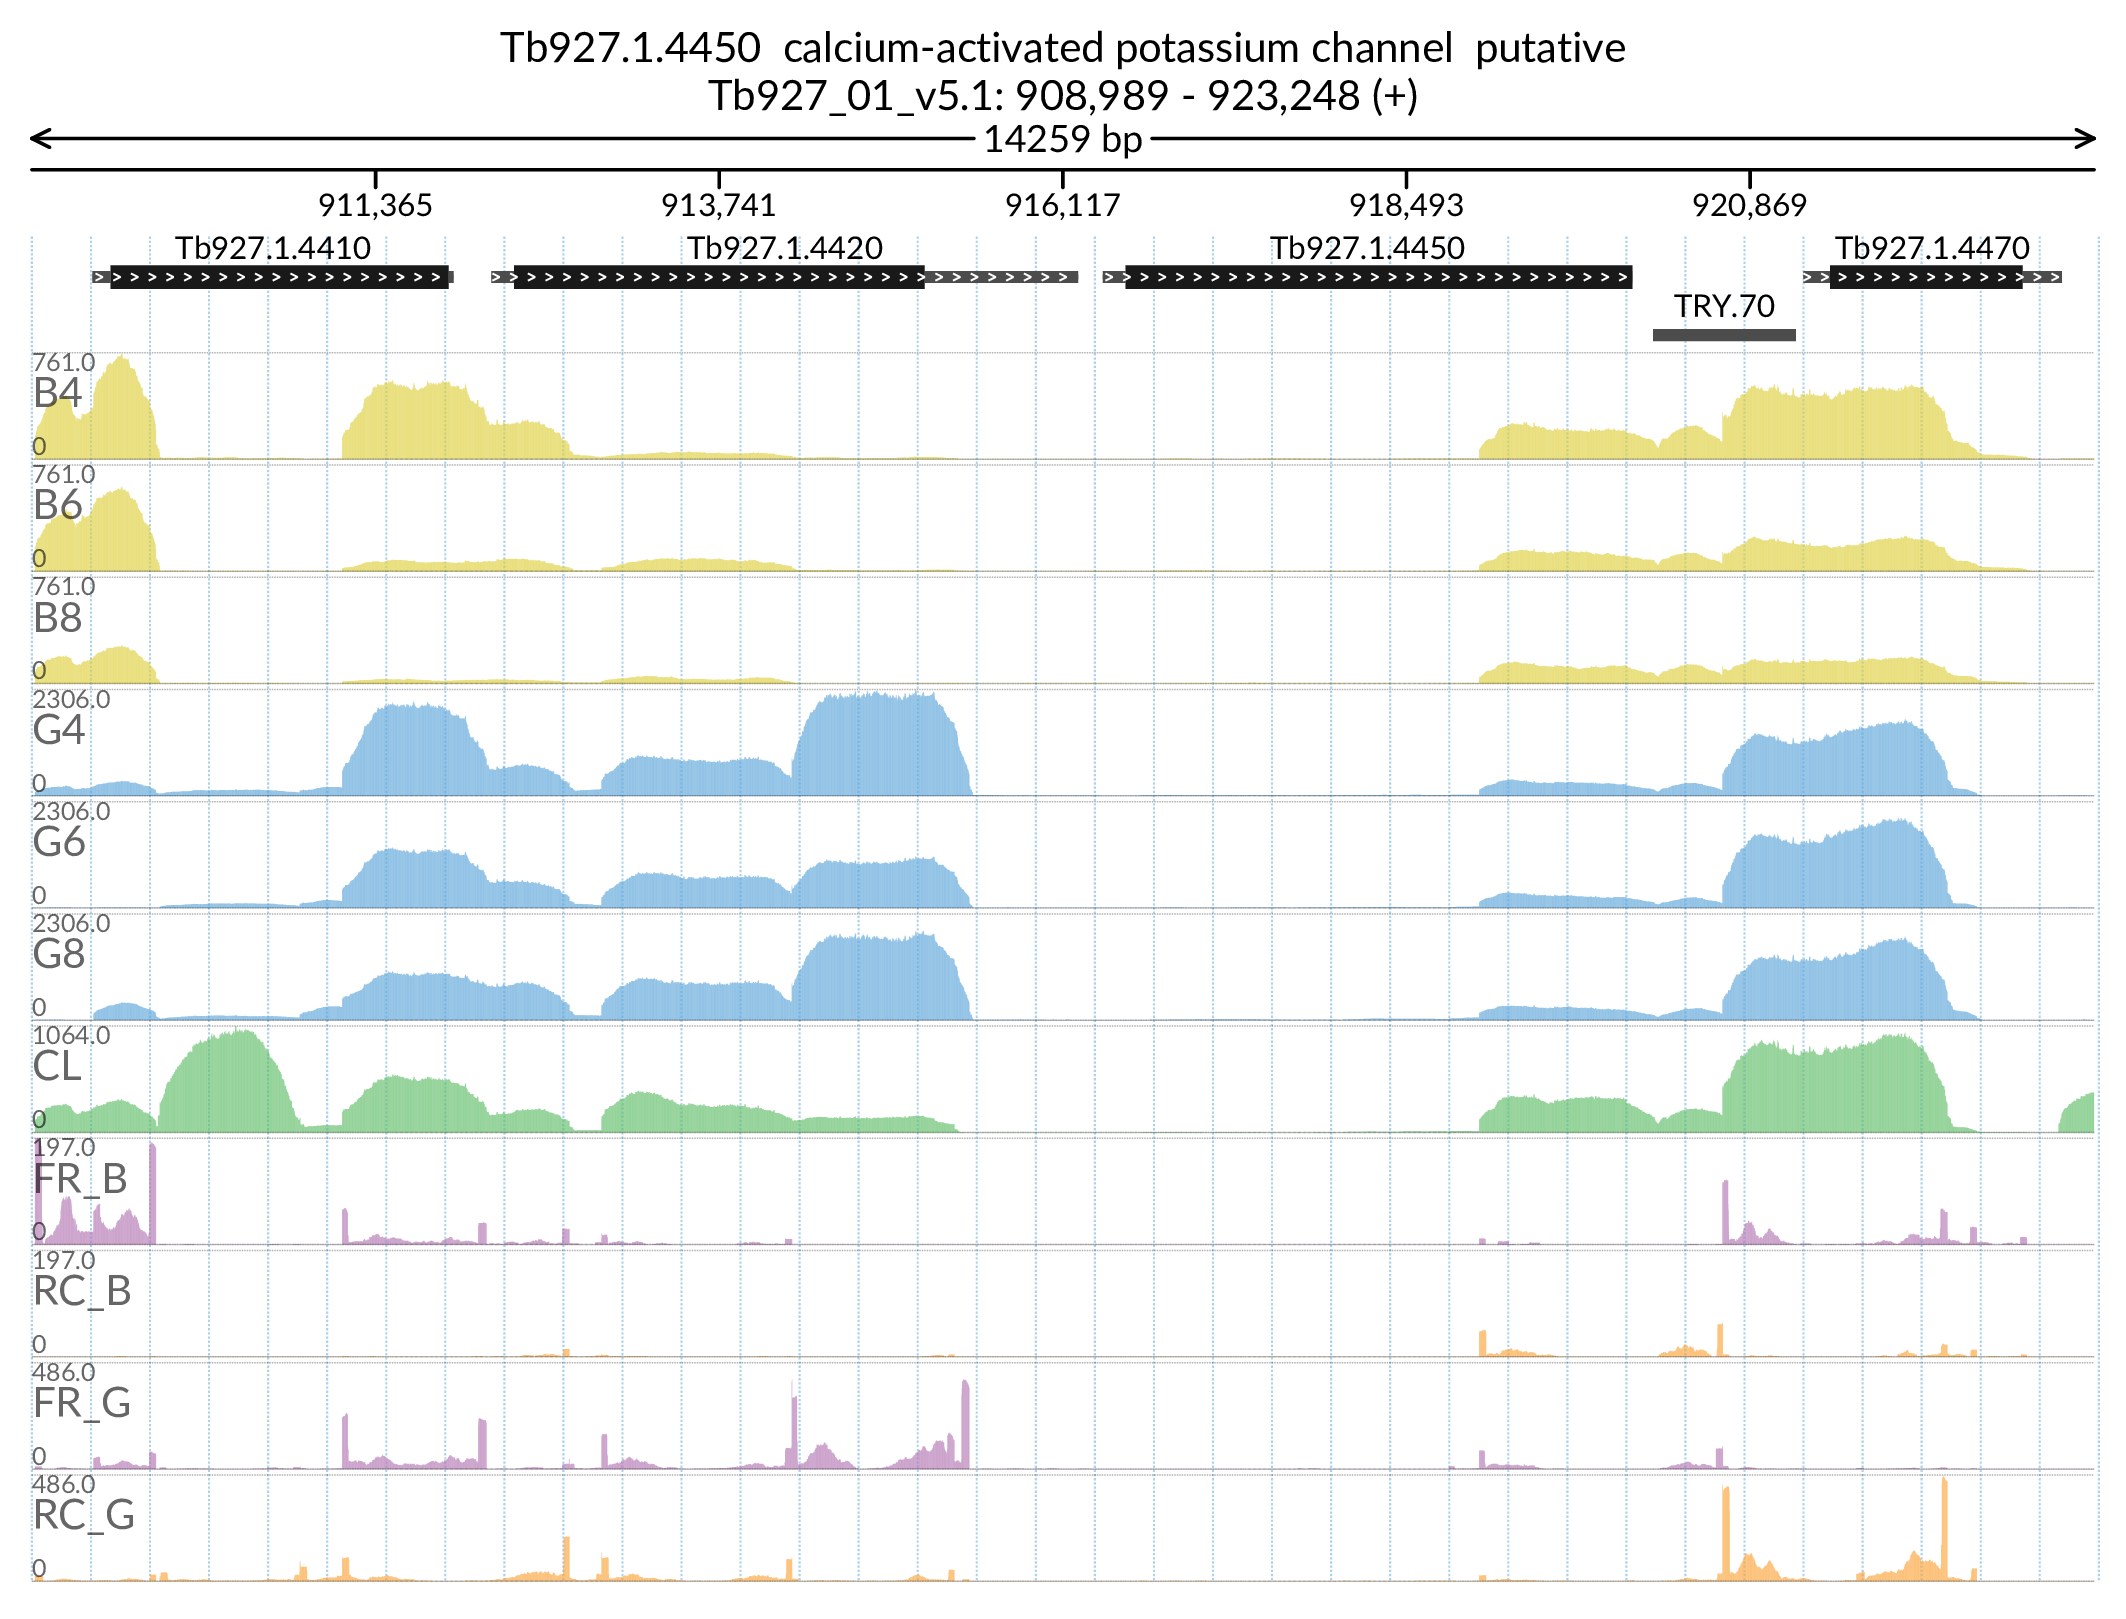 Tb927.1.4450 calcium-activated potassium channel putative
Tb927_01_v5.1: 908,989 - 923,248 (+)
14259 bp
911,365 913,741 916,117 918,493 920,869
Tb927.1.4410 Tb927.1.4420 Tb927.1.4450 Tb927.1.4470
TRY.70
761.0
B4
0
761.0
B6
0
761.0
B8
0
2306.0
G4
0
2306.0
G6
0
2306.0
G8
0
1064.0
CL
0
197.0
FR_B
0
197.0
RC_B
0
486.0
FR_G
0
486.0
RC_G
0